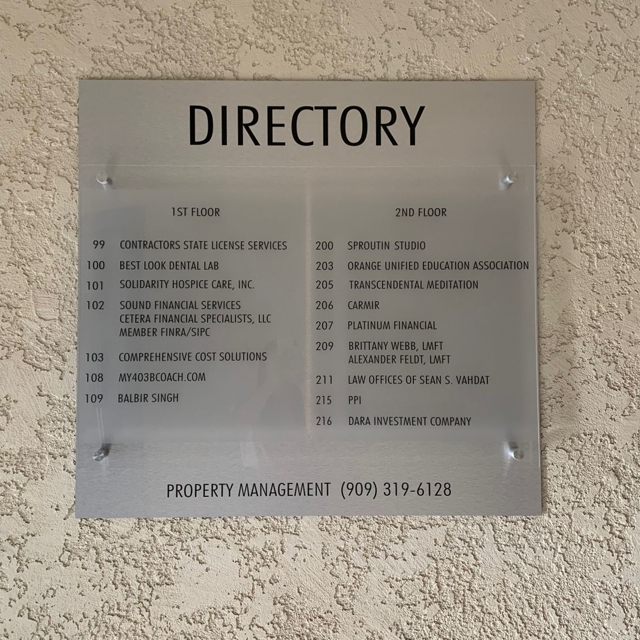 DIRECTORY
1ST FLOOR
99 CONTRACTORS STATE LICENSE SERVICES
100 BEST LOOK DENTAL LAB
101 SOLIDARITY HOSPICE CARE, INC.
102 SOUND FINANCIAL SERVICES
CETERA FINANCIAL SPECIALISTS, LLC
MEMBER FINRA/SIPC
103 COMPREHENSIVE COST SOLUTIONS
108 MY403BCOACH.COM
109 BALBIR SINGH
2ND FLOOR
200 SPROUTIN STUDIO
203 ORANGE UNIFIED EDUCATION ASSOCIATION
205 TRANSCENDENTAL MEDITATION
206 CARMIR
207 PLATINUM FINANCIAL
209 BRITTANY WEBB, LMFT
ALEXANDER FELDT, LMFT
211 LAW OFFICES OF SEAN S. VAHDAT
215 PPI
216 DARA INVESTMENT COMPANY
PROPERTY MANAGEMENT (909) 319-6128